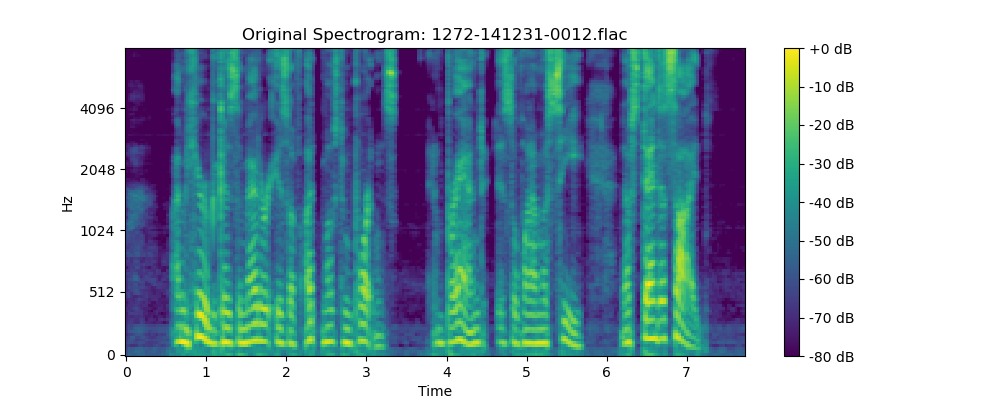 Original Spectrogram: 1272-141231-0012.flac
Hz
4096
2048
1024
512
0
0 1 2 3 4 5 6 7
Time
+0 dB
-10 dB
-20 dB
-30 dB
-40 dB
-50 dB
-60 dB
-70 dB
-80 dB